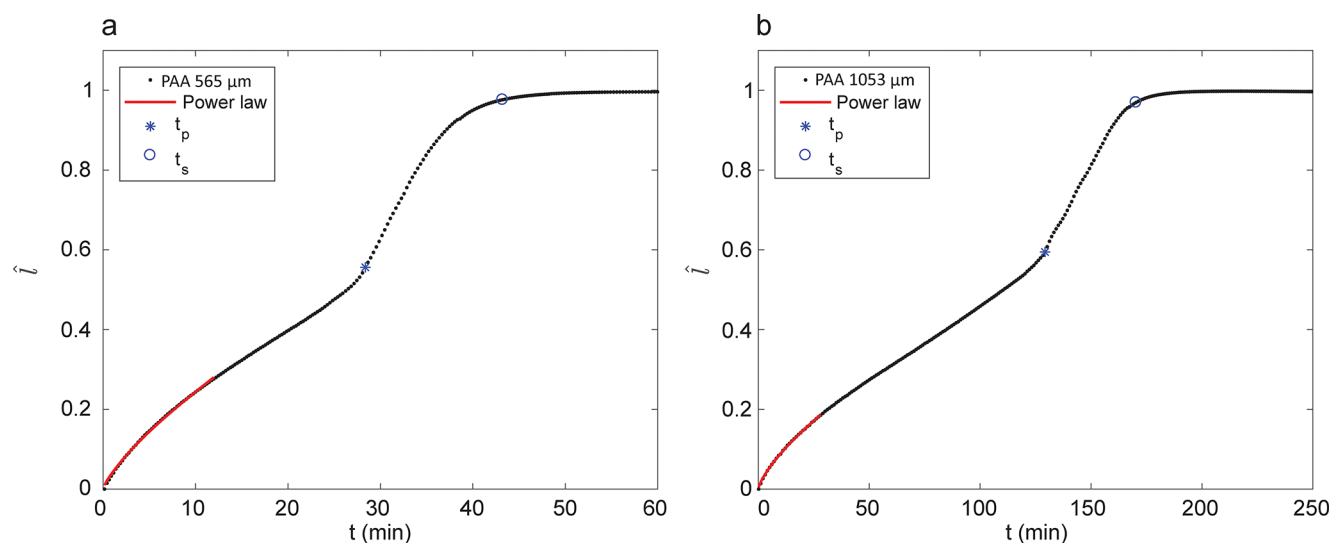 a
1
0.8
0.6
0.4
0.2
0
0 10 20 30 40 50 60
t (min)
l̂
PAA 565 μm
Power law
t_p
t_s
b
1
0.8
0.6
0.4
0.2
0
0 50 100 150 200 250
t (min)
l̂
PAA 1053 μm
Power law
t_p
t_s